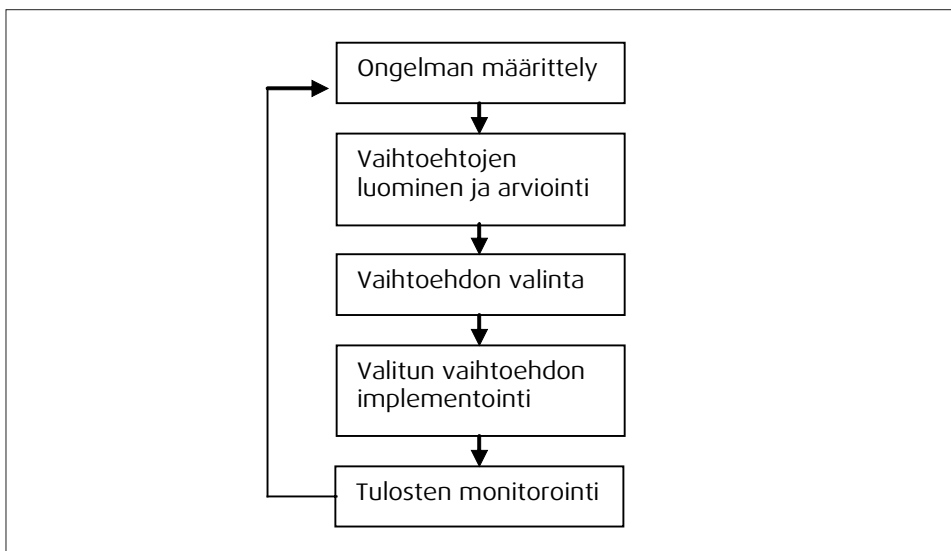 Ongelman määrittely
Vaihtoehtojen
luominen ja arviointi
Vaihtoehdon valinta
Valitun vaihtoehdon
implementointi
Tulosten monitorointi